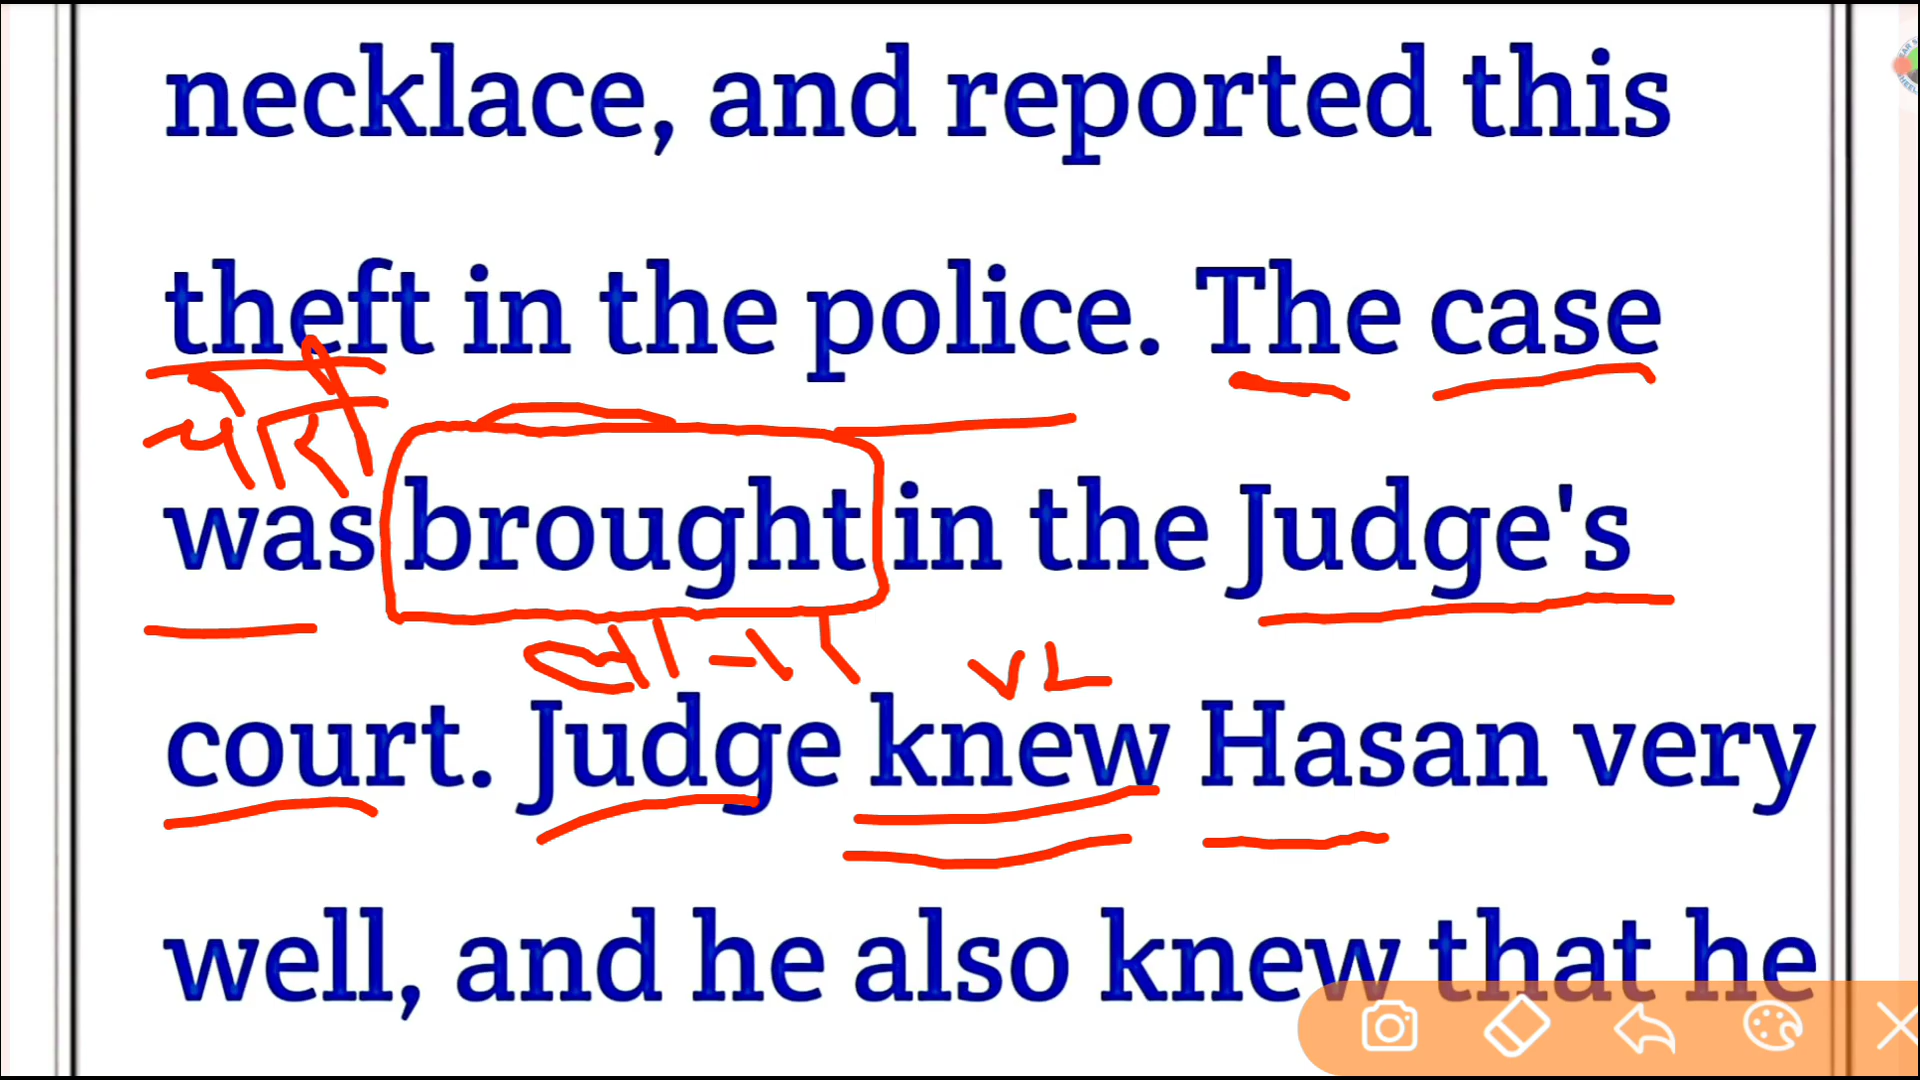 necklace, and reported this
theft in the police. The case
चोरी
was brought in the Judge's
लाना V2
court. Judge knew Hasan very
well, and he also knew that he